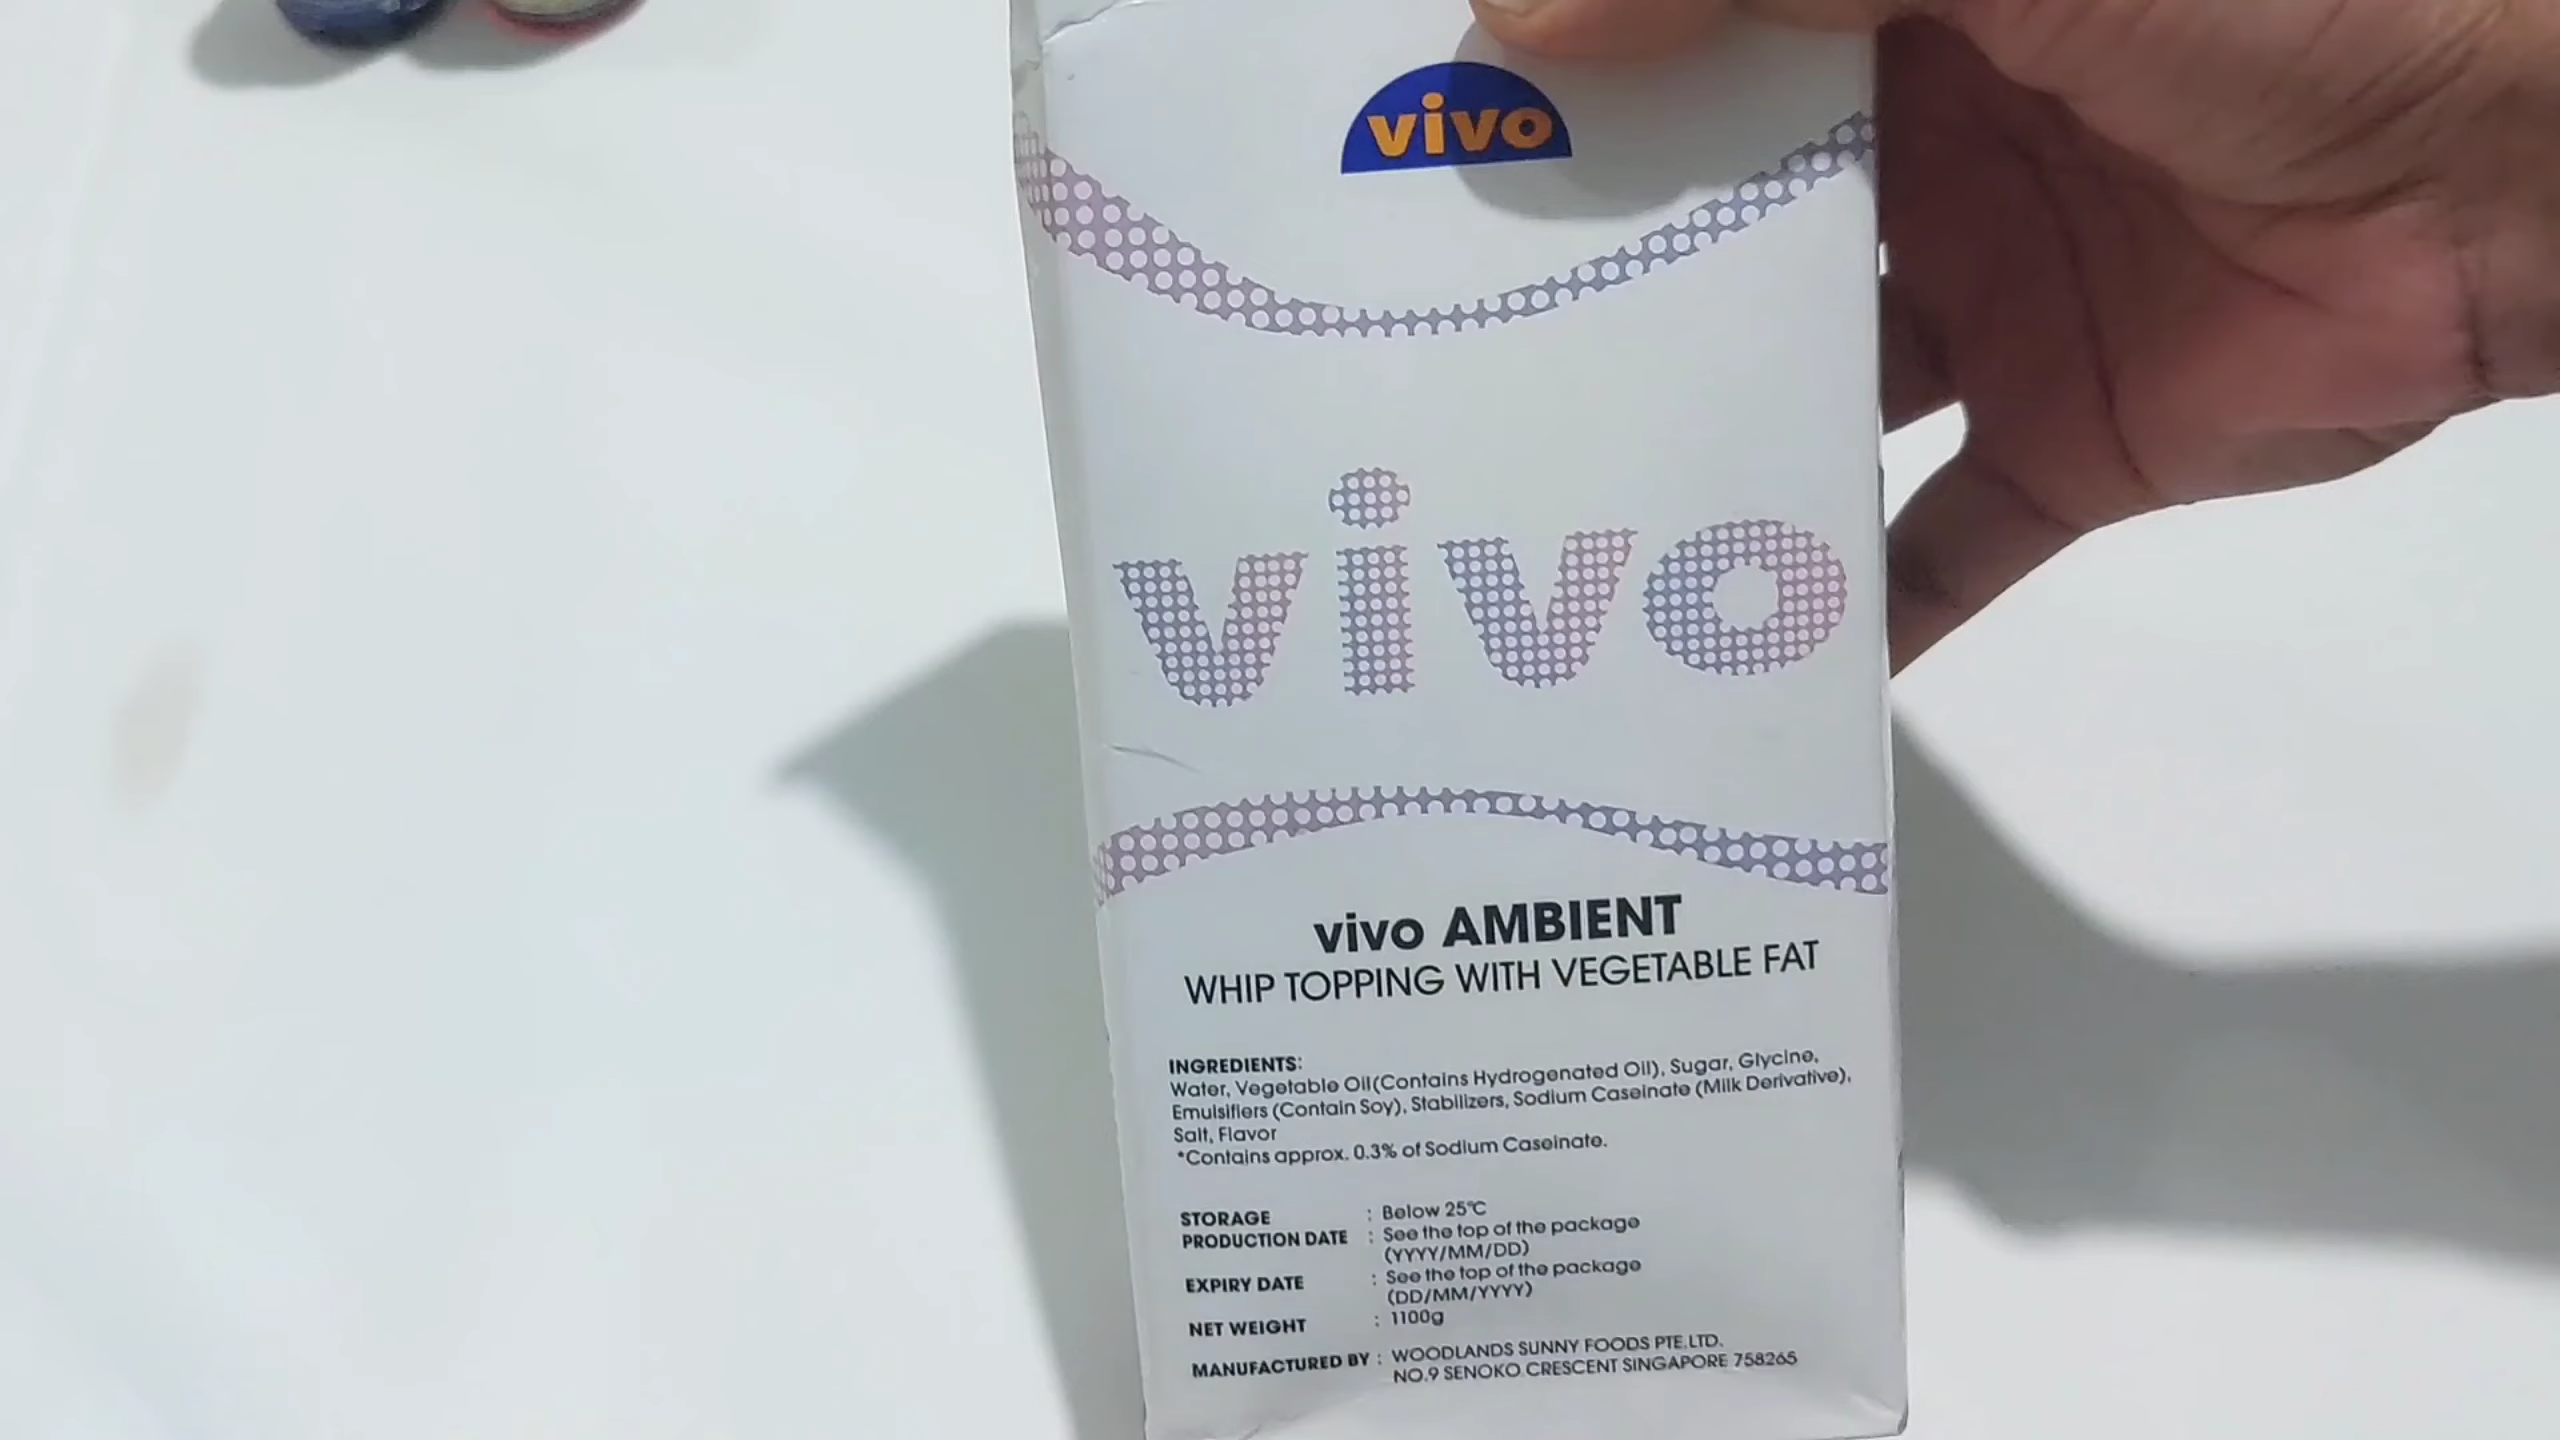 vivo
vivo
vivo AMBIENT
WHIP TOPPING WITH VEGETABLE FAT
INGREDIENTS:
Water, Vegetable Oil(Contains Hydrogenated Oil), Sugar, Glycine,
Emulsifiers (Contain Soy), Stabilizers, Sodium Caseinate (Milk Derivative),
Salt, Flavor
*Contains approx. 0.3% of Sodium Caseinate.
STORAGE : Below 25℃
PRODUCTION DATE : See the top of the package
(YYYY/MM/DD)
EXPIRY DATE : See the top of the package
(DD/MM/YYYY)
NET WEIGHT : 1100g
MANUFACTURED BY : WOODLANDS SUNNY FOODS PTE.LTD.
NO.9 SENOKO CRESCENT SINGAPORE 758265